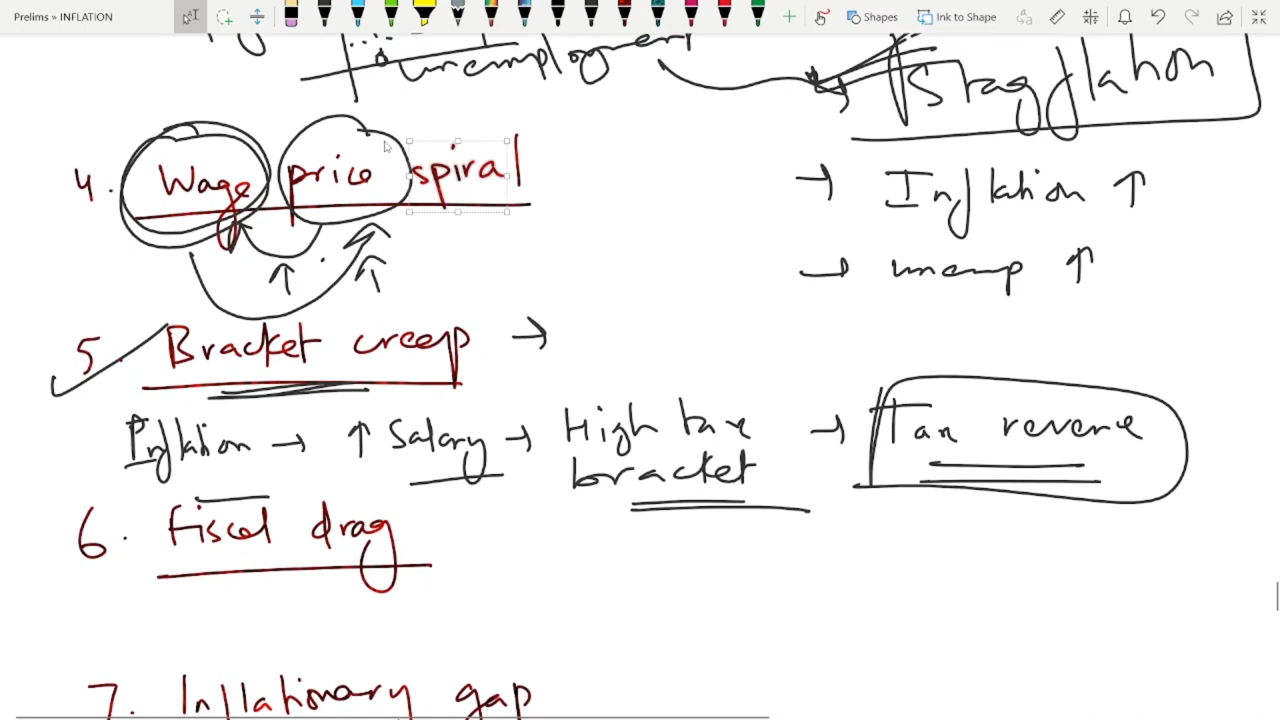 Prelims » INFLATION
Shapes
Ink to Shape
unemployment
Stagflation
4. Wage price spiral
→ Inflation ↑
→ unemp ↑
5. Bracket creep →
Inflation → ↑ Salary → High tax bracket → Tax revenue
6. Fiscal drag
7. Inflationary gap